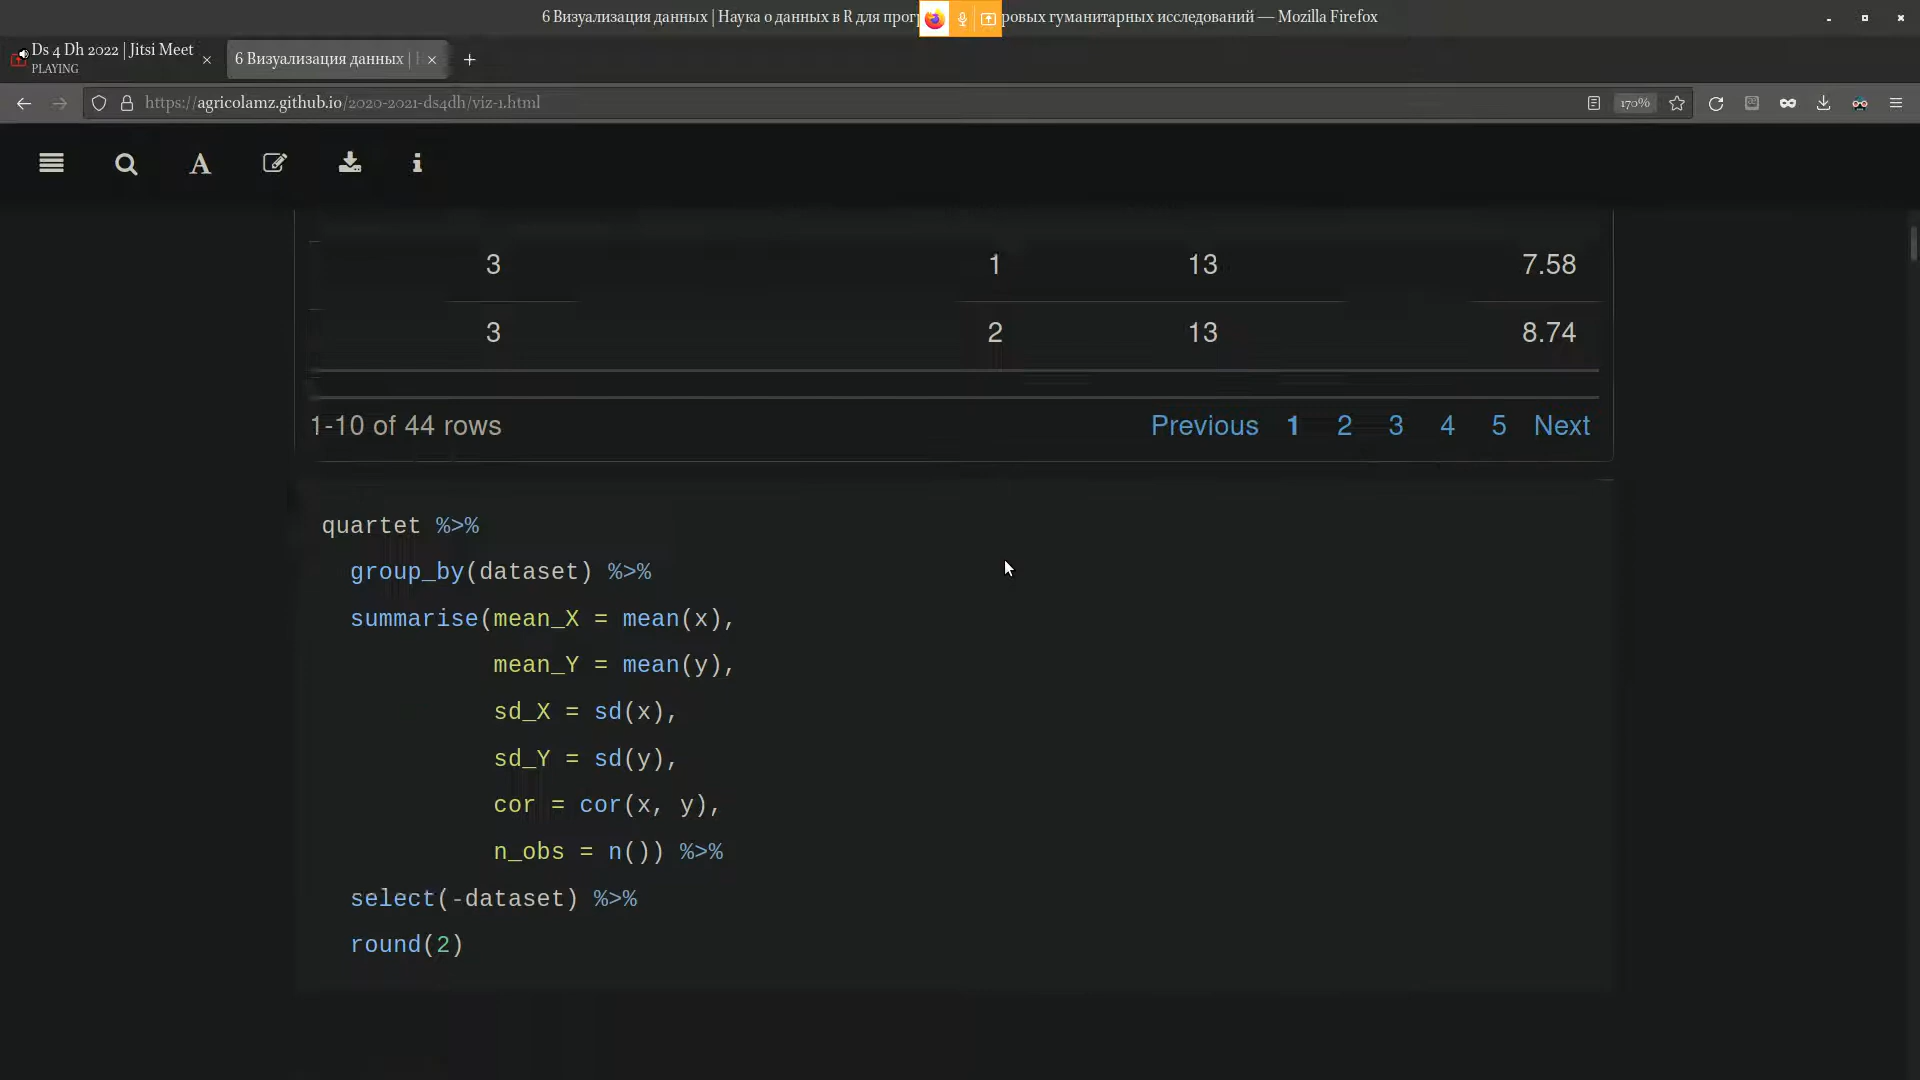 6 Визуализация данных | Наука о данных в R для прог ровых гуманитарных исследований — Mozilla Firefox
Ds 4 Dh 2022 | Jitsi Meet
PLAYING
6 Визуализация данных |
https://agricolamz.github.io/2020-2021-ds4dh/viz-1.html
170%
3 1 13 7.58
3 2 13 8.74
1-10 of 44 rows
Previous 1 2 3 4 5 Next
quartet %>%
group_by(dataset) %>%
summarise(mean_X = mean(x),
mean_Y = mean(y),
sd_X = sd(x),
sd_Y = sd(y),
cor = cor(x, y),
n_obs = n()) %>%
select(-dataset) %>%
round(2)